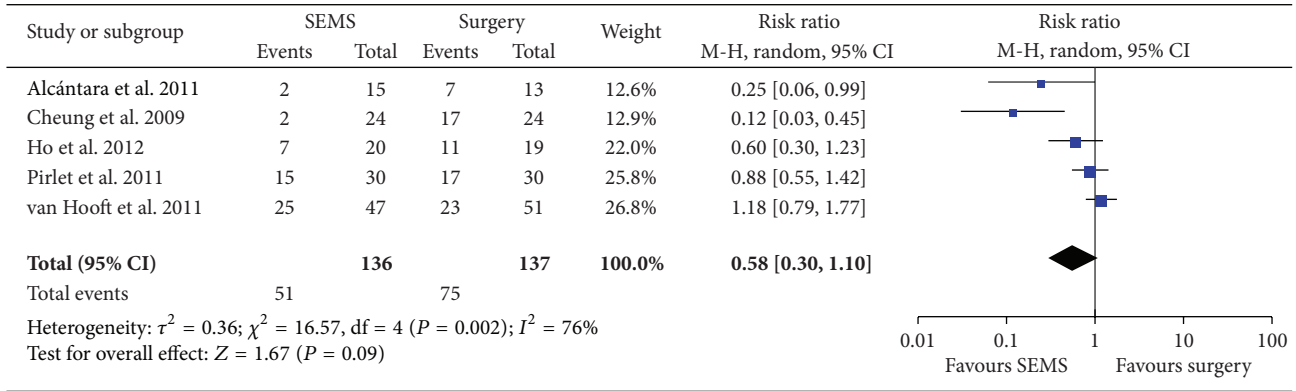 Study or subgroup SEMS Surgery Weight Risk ratio Risk ratio
Events Total Events Total M-H, random, 95% CI M-H, random, 95% CI
Alcántara et al. 2011 2 15 7 13 12.6% 0.25 [0.06, 0.99]
Cheung et al. 2009 2 24 17 24 12.9% 0.12 [0.03, 0.45]
Ho et al. 2012 7 20 11 19 22.0% 0.60 [0.30, 1.23]
Pirlet et al. 2011 15 30 17 30 25.8% 0.88 [0.55, 1.42]
van Hooft et al. 2011 25 47 23 51 26.8% 1.18 [0.79, 1.77]
Total (95% CI) 136 137 100.0% 0.58 [0.30, 1.10]
Total events 51 75
Heterogeneity: τ² = 0.36; χ² = 16.57, df = 4 (P = 0.002); I² = 76%
Test for overall effect: Z = 1.67 (P = 0.09)
0.01 0.1 1 10 100
Favours SEMS Favours surgery